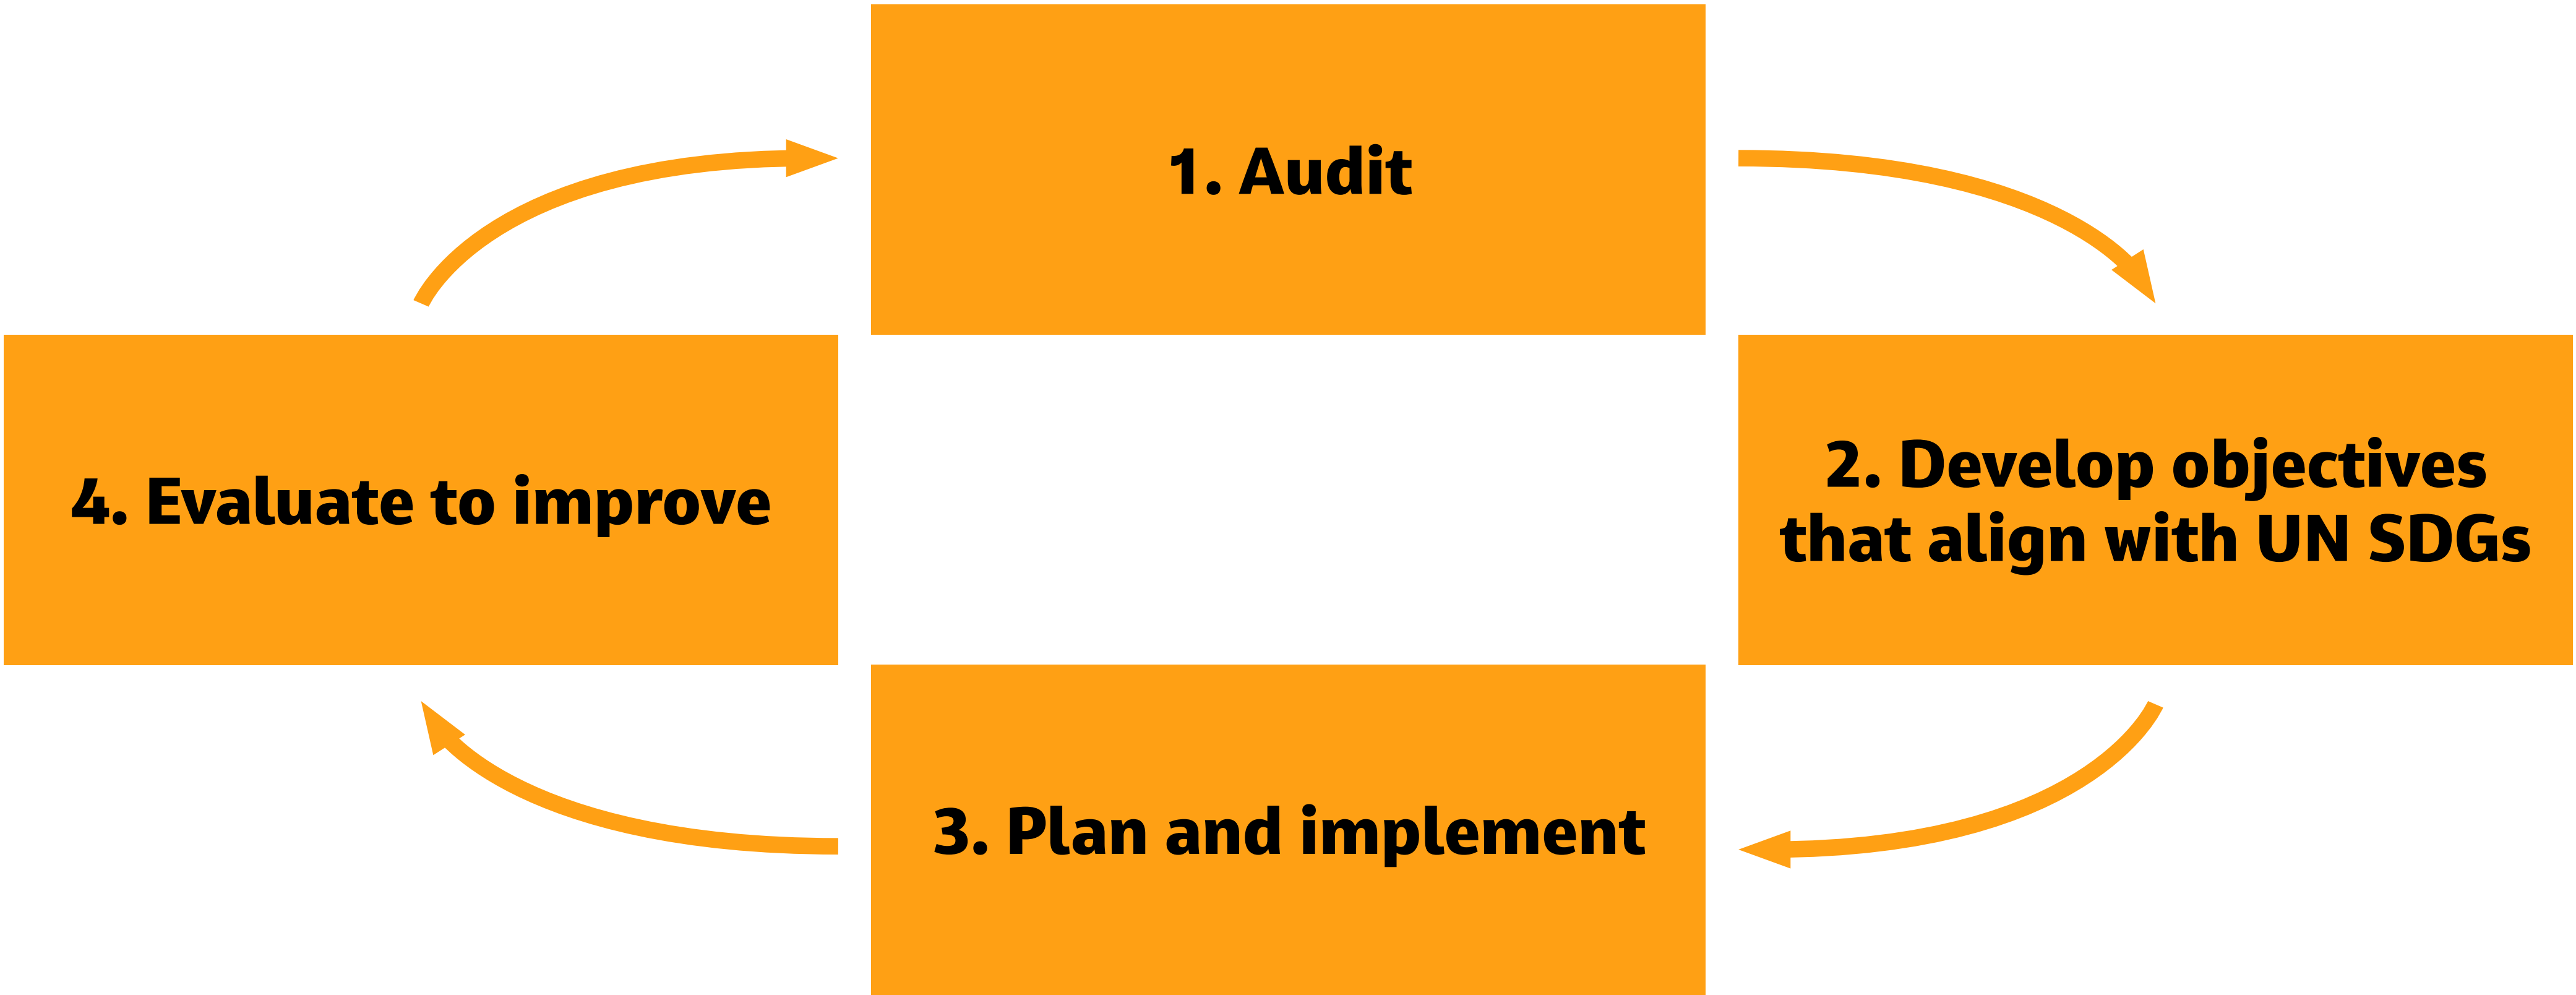 1. Audit
2. Develop objectives
that align with UN SDGs
3. Plan and implement
4. Evaluate to improve